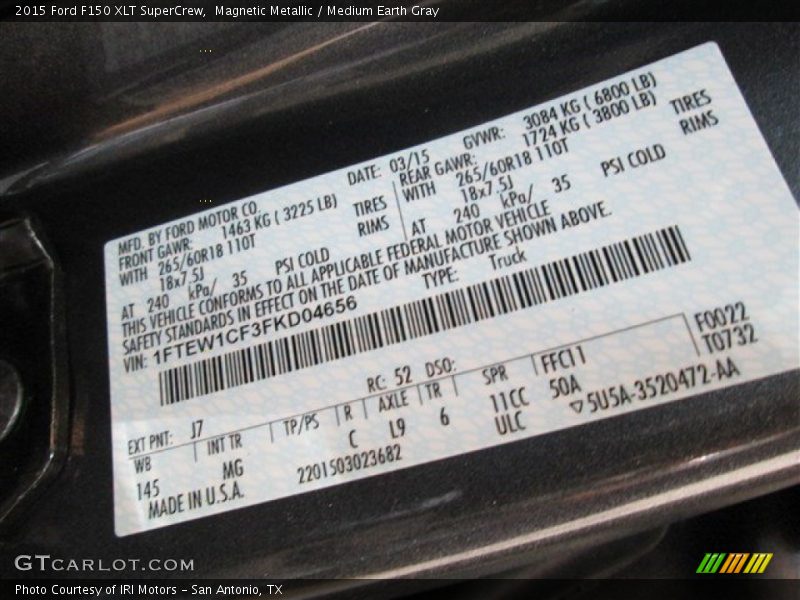 2015 Ford F150 XLT SuperCrew, Magnetic Metallic / Medium Earth Gray
MFD. BY FORD MOTOR CO.
DATE: 03/15
GVWR: 3084 KG ( 6800 LB)
FRONT GAWR: 1463 KG ( 3225 LB)
REAR GAWR: 1724 KG ( 3800 LB)
WITH 265/60R18 110T TIRES
WITH 265/60R18 110T TIRES
18x7.5J RIMS
18x7.5J RIMS
AT 240 kPa/ 35 PSI COLD
AT 240 kPa/ 35 PSI COLD
THIS VEHICLE CONFORMS TO ALL APPLICABLE FEDERAL MOTOR VEHICLE
SAFETY STANDARDS IN EFFECT ON THE DATE OF MANUFACTURE SHOWN ABOVE.
VIN: 1FTEW1CF3FKD04656
TYPE: Truck
F0022
T0732
RC: 52 DSO:
EXT PNT: J7
WB INT TR TP/PS R AXLE TR SPR FFCI1
145 MG C L9 6 11CC 50A
ULC
MADE IN U.S.A.
2201503023682
5U5A-3520472-AA
GTCARLOT.COM
Photo Courtesy of IRI Motors – San Antonio, TX